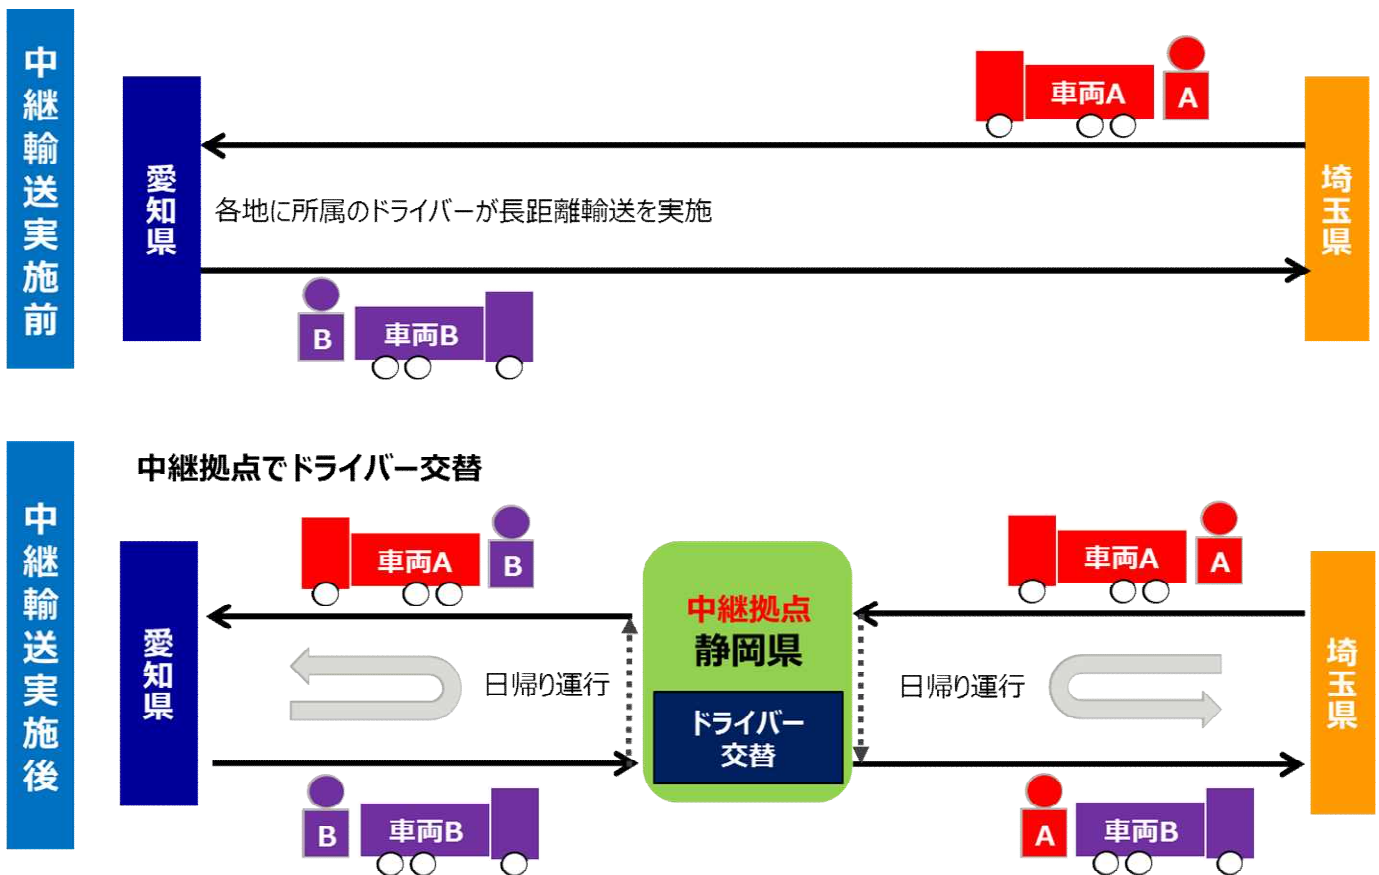 中継輸送実施前
愛知県
車両A
A
埼玉県
各地に所属のドライバーが長距離輸送を実施
B
車両B
中継輸送実施後
中継拠点でドライバー交替
愛知県
車両A
B
中継拠点
静岡県
ドライバー
交替
車両A
A
埼玉県
日帰り運行
日帰り運行
B
車両B
A
車両B